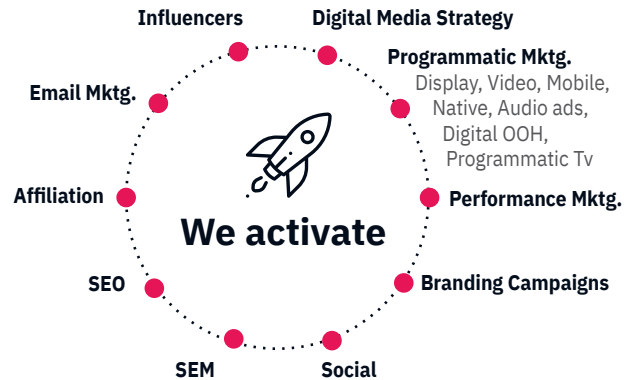 Influencers
Digital Media Strategy
Programmatic Mktg.
Display, Video, Mobile,
Native, Audio ads,
Digital OOH,
Programmatic Tv
Email Mktg.
Affiliation
Performance Mktg.
We activate
SEO
Branding Campaigns
SEM
Social